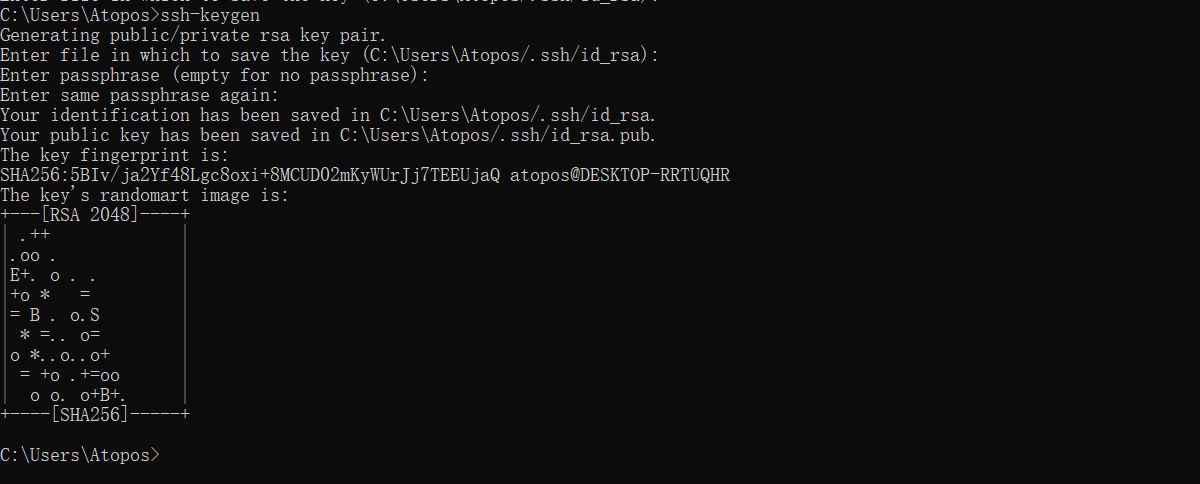 C:\Users\Atopos>ssh-keygen
Generating public/private rsa key pair.
Enter file in which to save the key (C:\Users\Atopos/.ssh/id_rsa):
Enter passphrase (empty for no passphrase):
Enter same passphrase again:
Your identification has been saved in C:\Users\Atopos/.ssh/id_rsa.
Your public key has been saved in C:\Users\Atopos/.ssh/id_rsa.pub.
The key fingerprint is:
SHA256:5BIv/ja2Yf48Lgc8oxi+8MCUDO2mKyWUrJj7TEEUjaQ atopos@DESKTOP-RRTUQHR
The key's randomart image is:
+---[RSA 2048]----+
| .++             |
|.oo .            |
|E+. o . .        |
|+o *   =         |
|= B . o.S        |
| * =.. o=        |
|o *..o..o+       |
| = +o .+=oo      |
|  o o. o+B+.     |
+----[SHA256]-----+
C:\Users\Atopos>